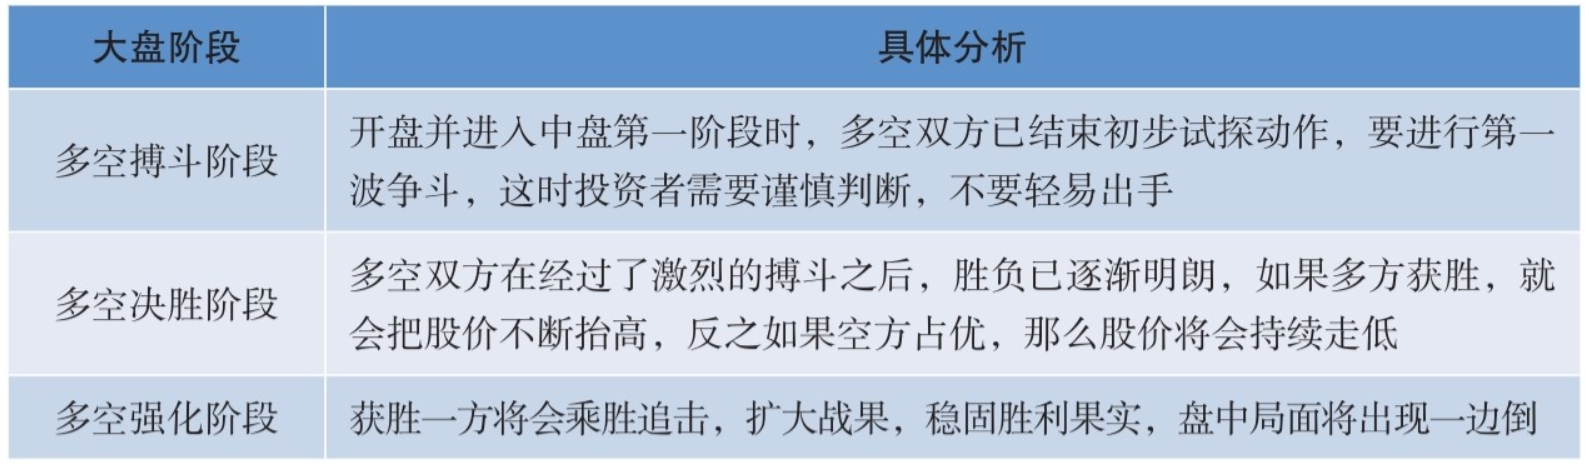 大盘阶段
具体分析
多空搏斗阶段
开盘并进入中盘第一阶段时，多空双方已结束初步试探动作，要进行第一
波争斗，这时投资者需要谨慎判断，不要轻易出手
多空决胜阶段
多空双方在经过了激烈的搏斗之后，胜负已逐渐明朗，如果多方获胜，就
会把股价不断抬高，反之如果空方占优，那么股价将会持续走低
多空强化阶段
获胜一方将会乘胜追击，扩大战果，稳固胜利果实，盘中局面将出现一边倒